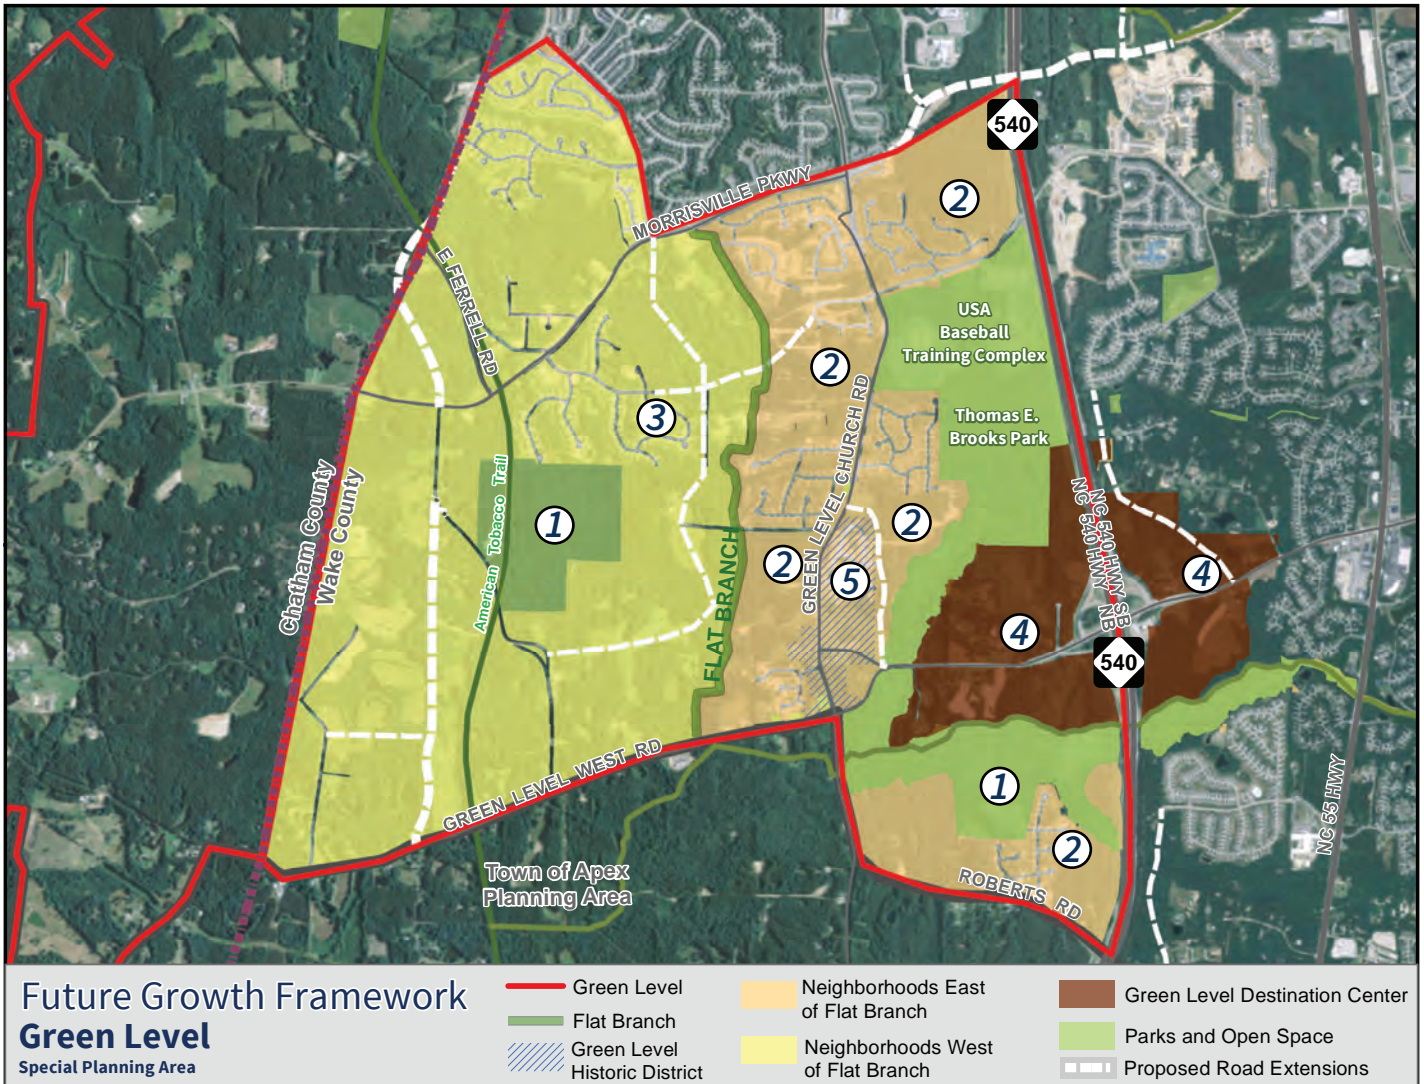 540
2
MORRISVILLE PKWY
E FERRELL RD
USA
Baseball
Training Complex
2
3
Thomas E.
Brooks Park
GREEN LEVEL CHURCH RD
Chatham County
Wake County
American Tobacco Trail
1
FLAT BRANCH
2
5
2
NC 540 HWY SB
NC 540 HWY NB
4
4
540
GREEN LEVEL WEST RD
1
2
NC 55 HWY
Town of Apex
Planning Area
ROBERTS RD
Future Growth Framework
Green Level
Special Planning Area
Green Level
Flat Branch
Green Level
Historic District
Neighborhoods East
of Flat Branch
Neighborhoods West
of Flat Branch
Green Level Destination Center
Parks and Open Space
Proposed Road Extensions